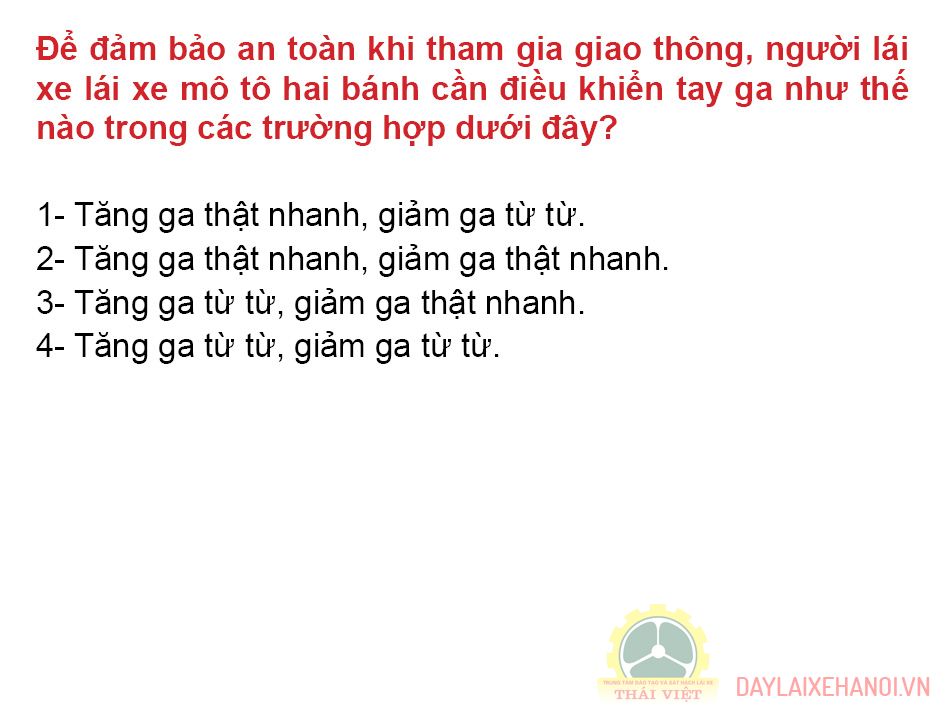 Để đảm bảo an toàn khi tham gia giao thông, người lái
xe lái xe mô tô hai bánh cần điều khiển tay ga như thế
nào trong các trường hợp dưới đây?
1- Tăng ga thật nhanh, giảm ga từ từ.
2- Tăng ga thật nhanh, giảm ga thật nhanh.
3- Tăng ga từ từ, giảm ga thật nhanh.
4- Tăng ga từ từ, giảm ga từ từ.
TRUNG TÂM ĐÀO TẠO VÀ SÁT HẠCH LÁI XE
THÁI VIỆT
DAYLAIXEHANOI.VN